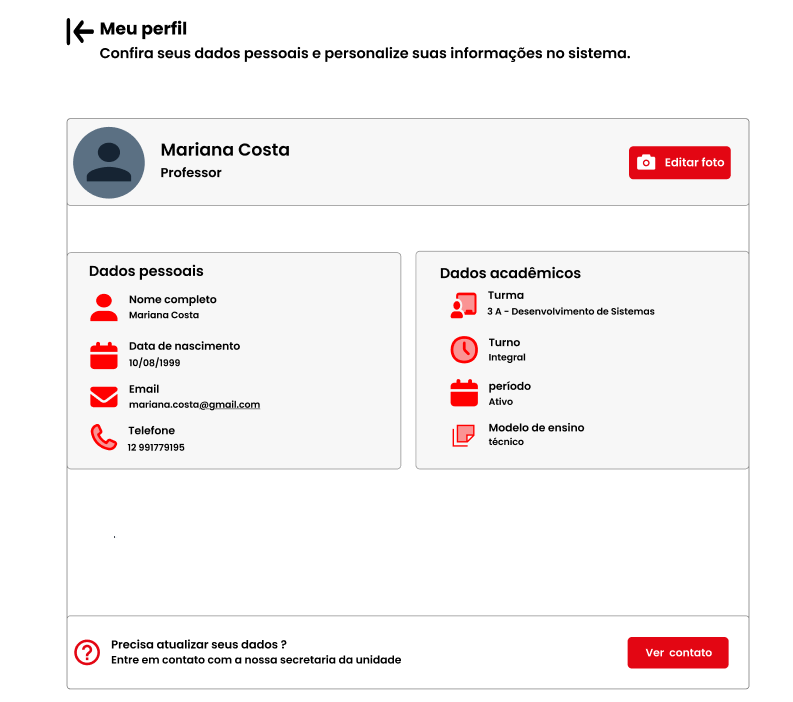 Meu perfil
Confira seus dados pessoais e personalize suas informações no sistema.
Mariana Costa
Professor
Editar foto
Dados pessoais
Nome completo
Mariana Costa
Data de nascimento
10/08/1999
Email
mariana.costa@gmail.com
Telefone
12 991779195
Dados acadêmicos
Turma
3 A - Desenvolvimento de Sistemas
Turno
Integral
período
Ativo
Modelo de ensino
técnico
.
Precisa atualizar seus dados ?
Entre em contato com a nossa secretaria da unidade
Ver contato